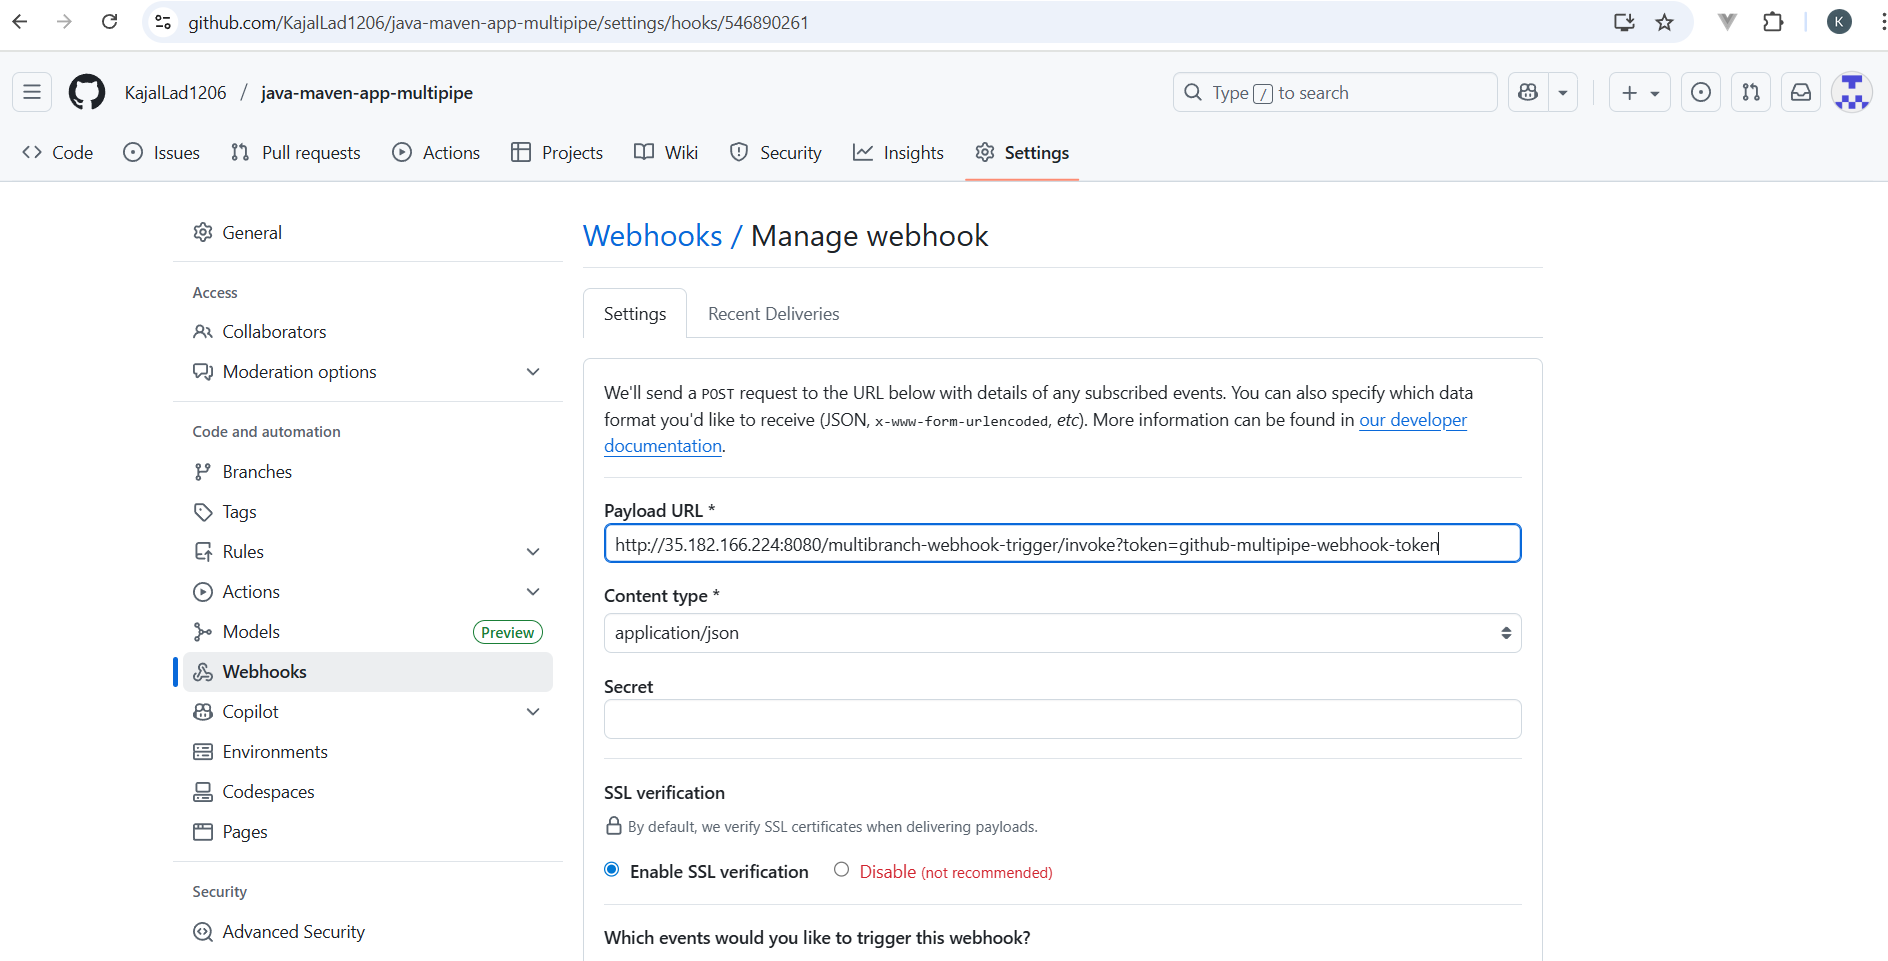 github.com/KajalLad1206/java-maven-app-multipipe/settings/hooks/546890261
K
KajalLad1206 / java-maven-app-multipipe
Type / to search
Code
Issues
Pull requests
Actions
Projects
Wiki
Security
Insights
Settings
General
Access
Collaborators
Moderation options
Code and automation
Branches
Tags
Rules
Actions
Models Preview
Webhooks
Copilot
Environments
Codespaces
Pages
Security
Advanced Security
Webhooks / Manage webhook
Settings
Recent Deliveries
We'll send a POST request to the URL below with details of any subscribed events. You can also specify which data
format you'd like to receive (JSON, x-www-form-urlencoded, etc). More information can be found in our developer
documentation.
Payload URL *
http://35.182.166.224:8080/multibranch-webhook-trigger/invoke?token=github-multipipe-webhook-token
Content type *
application/json
Secret
SSL verification
By default, we verify SSL certificates when delivering payloads.
Enable SSL verification
Disable (not recommended)
Which events would you like to trigger this webhook?